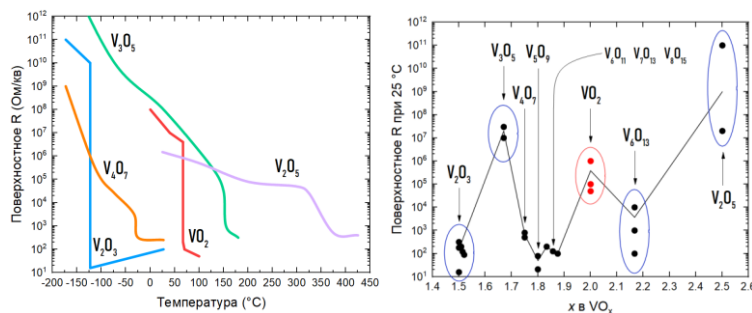 Поверхностное R (Ом/кв)
10¹²
10¹¹
10¹⁰
10⁹
10⁸
10⁷
10⁶
10⁵
10⁴
10³
10²
10¹
V₃O₅
V₄O₇
V₂O₃
VO₂
V₂O₅
-200 -150 -100 -50 0 50 100 150 200 250 300 350 400 450
Температура (°C)
Поверхностное R при 25 °C
10¹²
10¹¹
10¹⁰
10⁹
10⁸
10⁷
10⁶
10⁵
10⁴
10³
10²
10¹
V₃O₅ V₅O₉ V₆O₁₁ V₇O₁₃ V₈O₁₅
V₄O₇
VO₂
V₆O₁₃
V₂O₃
V₂O₅
1.4 1.5 1.6 1.7 1.8 1.9 2.0 2.1 2.2 2.3 2.4 2.5 2.6
x в VOₓ